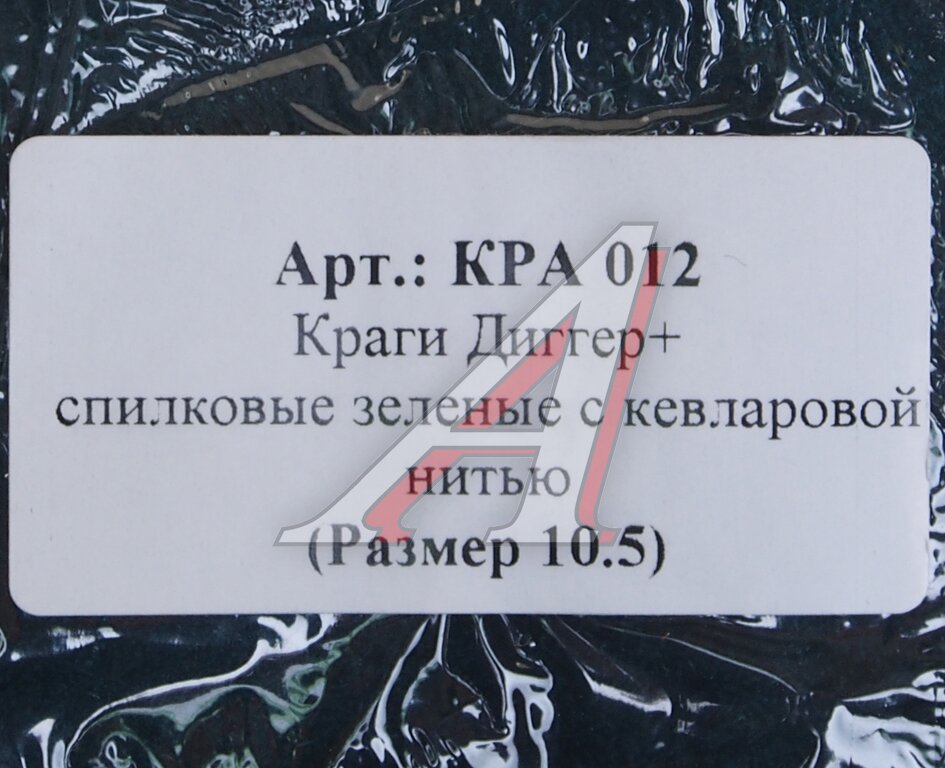 Арт.: КРА 012
Краги Диггер+
спилковые зеленые с кевларовой
нитью
(Размер 10.5)